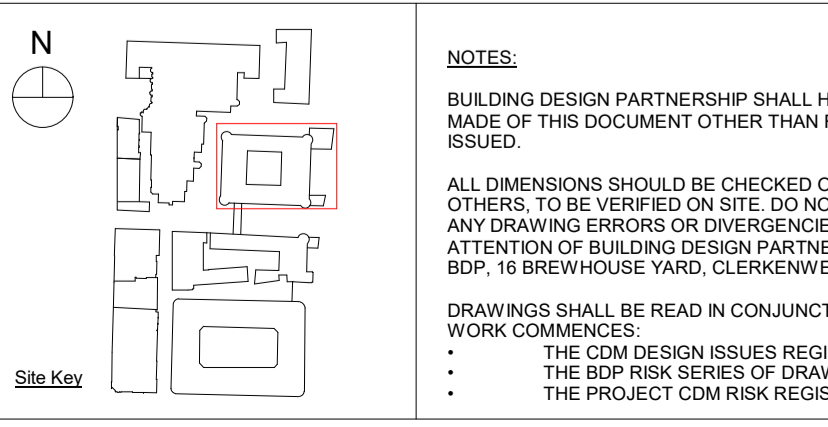 N
Site Key
NOTES:
BUILDING DESIGN PARTNERSHIP SHALL H
MADE OF THIS DOCUMENT OTHER THAN
ISSUED.
ALL DIMENSIONS SHOULD BE CHECKED
OTHERS, TO BE VERIFIED ON SITE. DO NO
ANY DRAWING ERRORS OR DIVERGENCIE
ATTENTION OF BUILDING DESIGN PARTNE
BDP, 16 BREWHOUSE YARD, CLERKENWE
DRAWINGS SHALL BE READ IN CONJUNCT
WORK COMMENCES:
• THE CDM DESIGN ISSUES REGI
• THE BDP RISK SERIES OF DRAW
• THE PROJECT CDM RISK REGIS